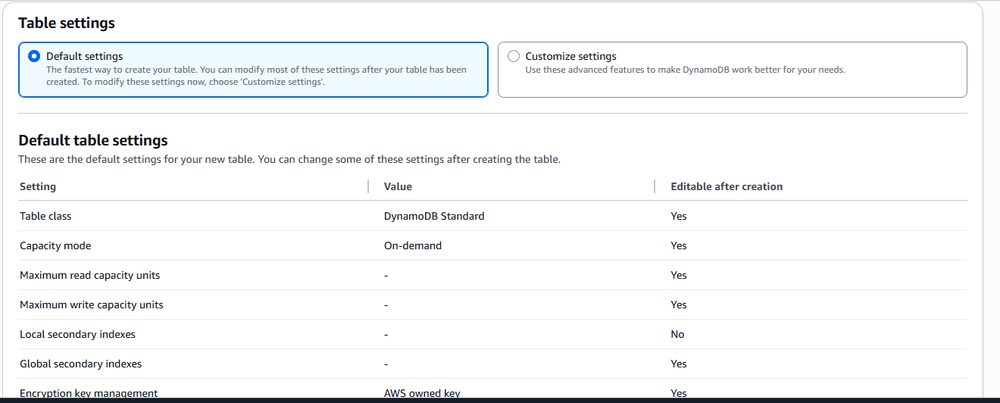 Table settings
Default settings
The fastest way to create your table. You can modify most of these settings after your table has been
created. To modify these settings now, choose 'Customize settings'.
Customize settings
Use these advanced features to make DynamoDB work better for your needs.
Default table settings
These are the default settings for your new table. You can change some of these settings after creating the table.
Setting Value Editable after creation
Table class DynamoDB Standard Yes
Capacity mode On-demand Yes
Maximum read capacity units - Yes
Maximum write capacity units - Yes
Local secondary indexes - No
Global secondary indexes - Yes
Encryption key management AWS owned key Yes